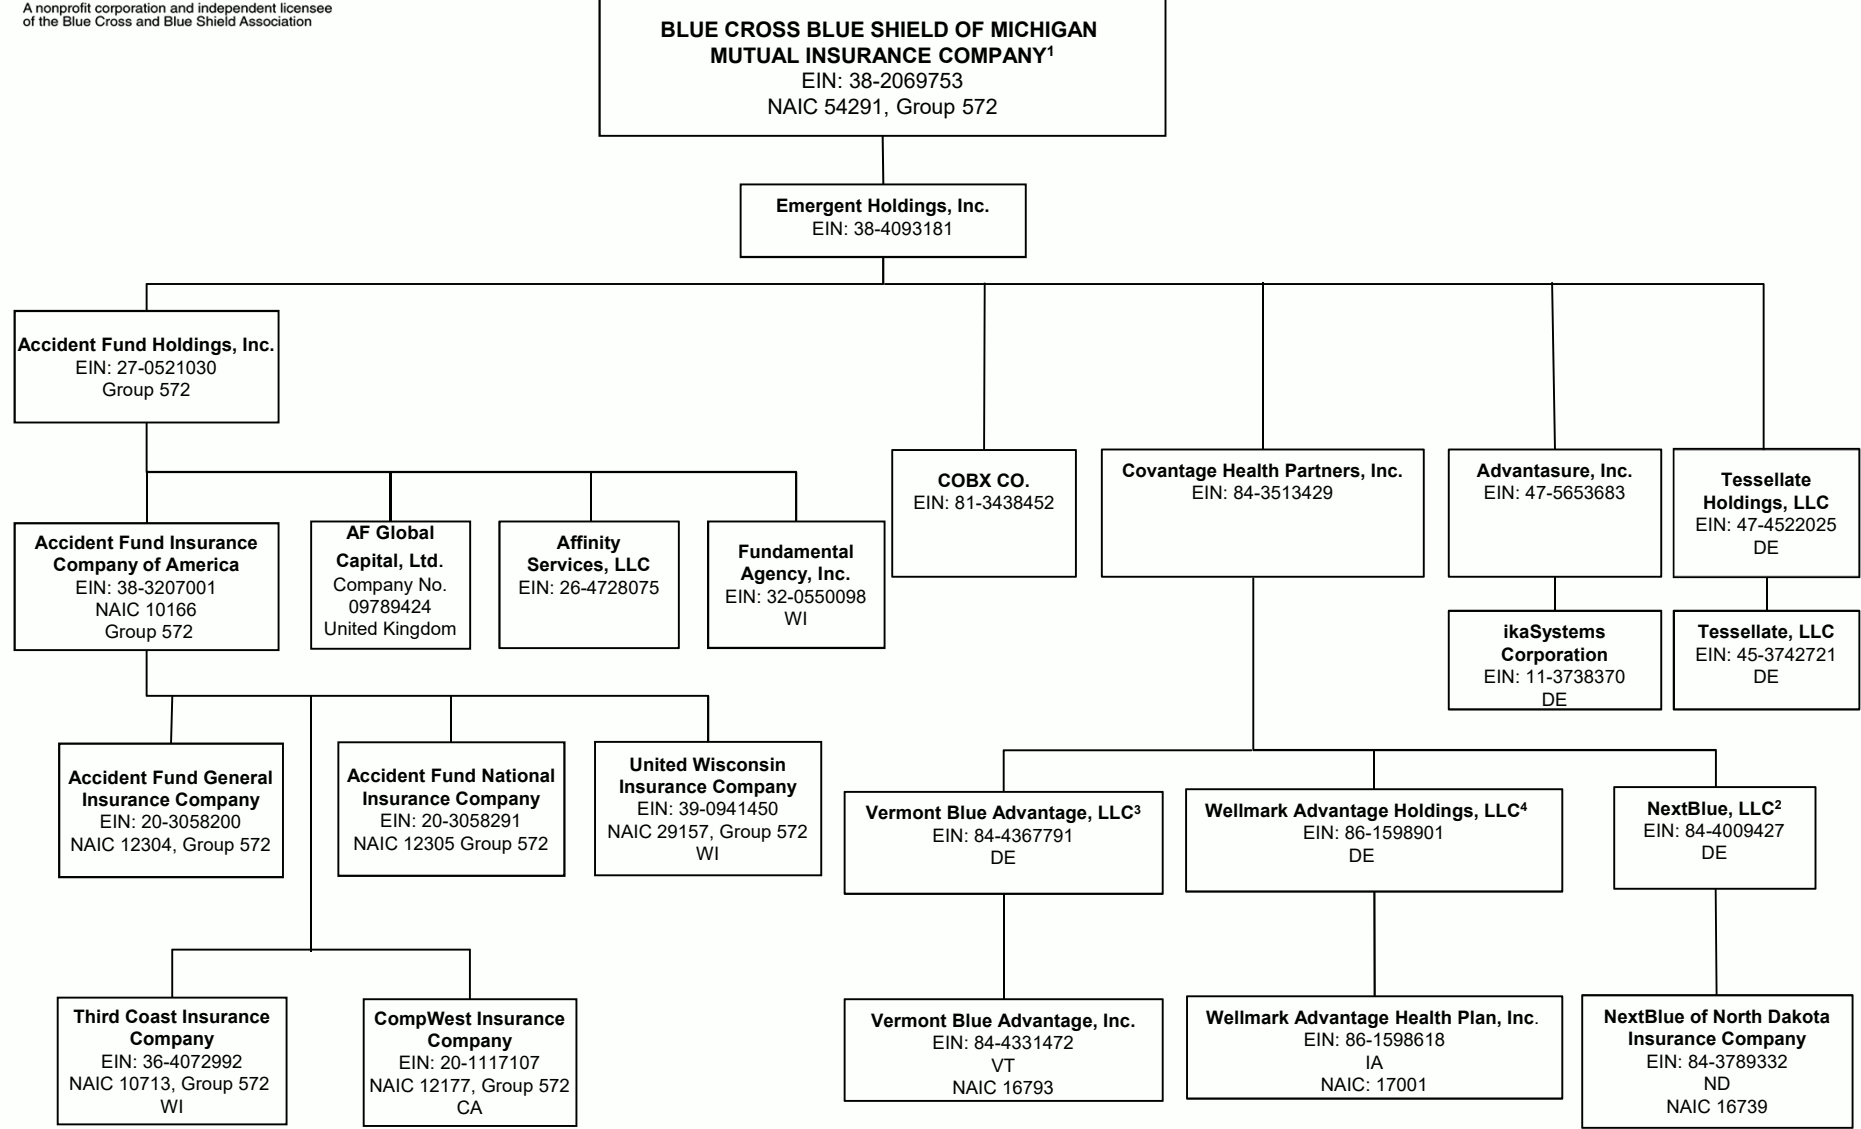 A nonprofit corporation and independent licensee
of the Blue Cross and Blue Shield Association
BLUE CROSS BLUE SHIELD OF MICHIGAN
MUTUAL INSURANCE COMPANY¹
EIN: 38-2069753
NAIC 54291, Group 572
Emergent Holdings, Inc.
EIN: 38-4093181
Accident Fund Holdings, Inc.
EIN: 27-0521030
Group 572
COBX CO.
EIN: 81-3438452
Covantage Health Partners, Inc.
EIN: 84-3513429
Advantasure, Inc.
EIN: 47-5653683
Tessellate
Holdings, LLC
EIN: 47-4522025
DE
Accident Fund Insurance
Company of America
EIN: 38-3207001
NAIC 10166
Group 572
AF Global
Capital, Ltd.
Company No.
09789424
United Kingdom
Affinity
Services, LLC
EIN: 26-4728075
Fundamental
Agency, Inc.
EIN: 32-0550098
WI
ikaSystems
Corporation
EIN: 11-3738370
DE
Tessellate, LLC
EIN: 45-3742721
DE
Accident Fund General
Insurance Company
EIN: 20-3058200
NAIC 12304, Group 572
Accident Fund National
Insurance Company
EIN: 20-3058291
NAIC 12305 Group 572
United Wisconsin
Insurance Company
EIN: 39-0941450
NAIC 29157, Group 572
WI
Vermont Blue Advantage, LLC³
EIN: 84-4367791
DE
Wellmark Advantage Holdings, LLC⁴
EIN: 86-1598901
DE
NextBlue, LLC²
EIN: 84-4009427
DE
Third Coast Insurance
Company
EIN: 36-4072992
NAIC 10713, Group 572
WI
CompWest Insurance
Company
EIN: 20-1117107
NAIC 12177, Group 572
CA
Vermont Blue Advantage, Inc.
EIN: 84-4331472
VT
NAIC 16793
Wellmark Advantage Health Plan, Inc.
EIN: 86-1598618
IA
NAIC: 17001
NextBlue of North Dakota
Insurance Company
EIN: 84-3789332
ND
NAIC 16739